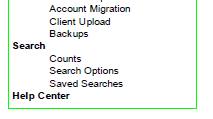 Account Migration
Client Upload
Backups
Search
Counts
Search Options
Saved Searches
Help Center